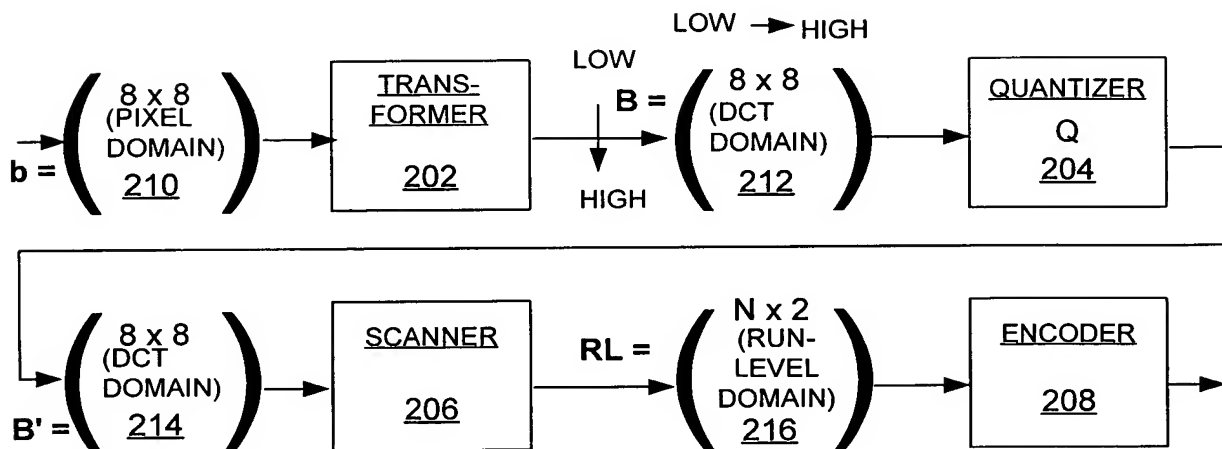 LOW HIGH
b =
8 x 8
(PIXEL
DOMAIN)
210
TRANS-
FORMER
202
LOW
HIGH
B =
8 x 8
(DCT
DOMAIN)
212
QUANTIZER
Q
204
B' =
8 x 8
(DCT
DOMAIN)
214
SCANNER
206
RL =
N x 2
(RUN-
LEVEL
DOMAIN)
216
ENCODER
208